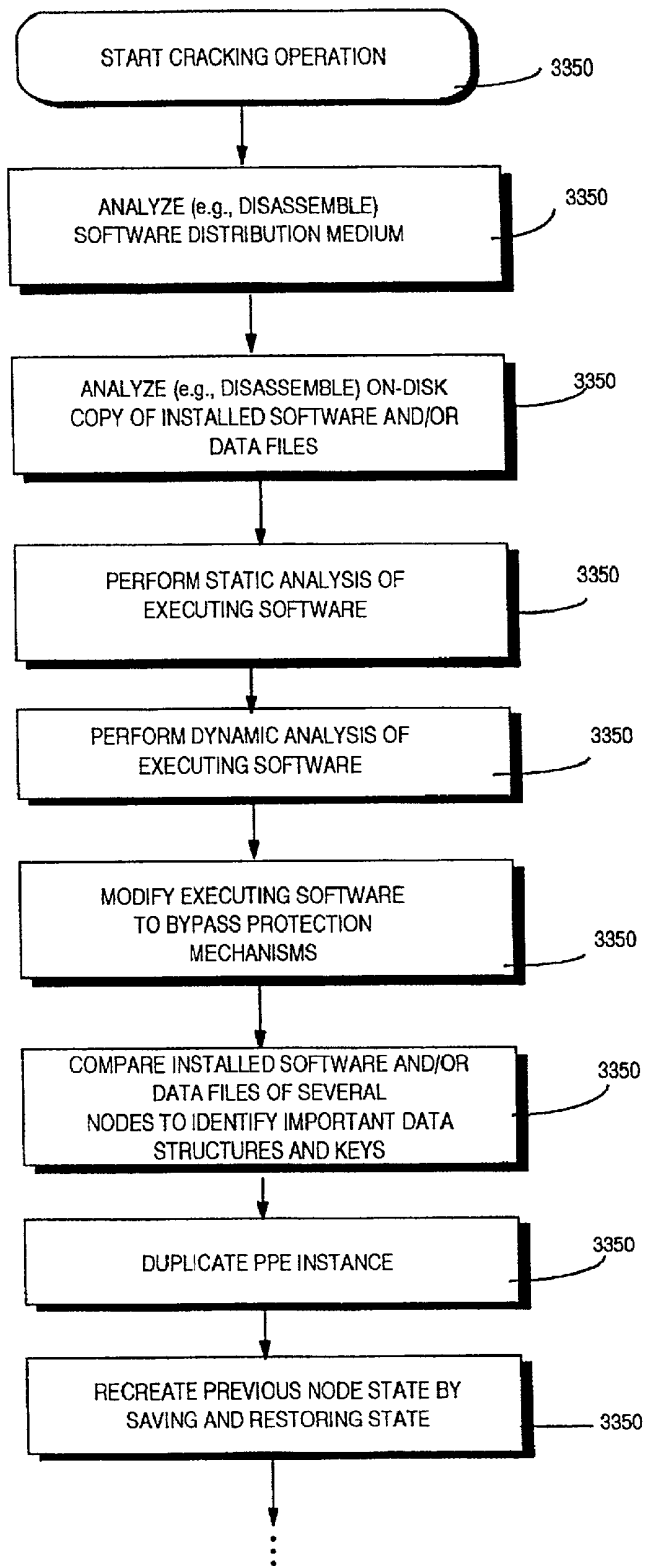 START CRACKING OPERATION
3350
ANALYZE (e.g., DISASSEMBLE)
SOFTWARE DISTRIBUTION MEDIUM
3350
ANALYZE (e.g., DISASSEMBLE) ON-DISK
COPY OF INSTALLED SOFTWARE AND/OR
DATA FILES
3350
PERFORM STATIC ANALYSIS OF
EXECUTING SOFTWARE
3350
PERFORM DYNAMIC ANALYSIS OF
EXECUTING SOFTWARE
3350
MODIFY EXECUTING SOFTWARE
TO BYPASS PROTECTION
MECHANISMS
3350
COMPARE INSTALLED SOFTWARE AND/OR
DATA FILES OF SEVERAL
NODES TO IDENTIFY IMPORTANT DATA
STRUCTURES AND KEYS
3350
DUPLICATE PPE INSTANCE
3350
RECREATE PREVIOUS NODE STATE BY
SAVING AND RESTORING STATE
3350